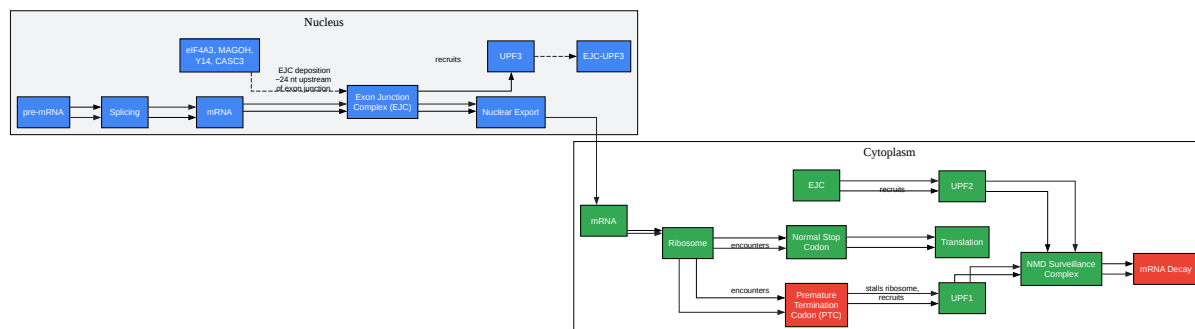 Nucleus
eIF4A3, MAGOH,
Y14, CASC3
EJC deposition
~24 nt upstream
of exon junction
recruits
UPF3
EJC-UPF3
pre-mRNA
Splicing
mRNA
Exon Junction
Complex (EJC)
Nuclear Export
Cytoplasm
EJC
recruits
UPF2
mRNA
Ribosome
encounters
Normal Stop
Codon
Translation
encounters
Premature
Termination
Codon (PTC)
stalls ribosome,
recruits
UPF1
NMD Surveillance
Complex
mRNA Decay